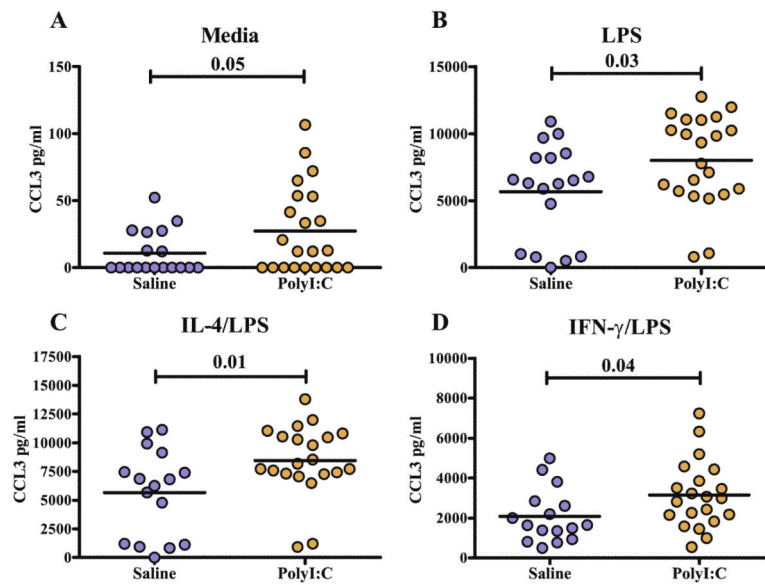 A
Media
0.05
CCL3 pg/ml
150
100
50
0
Saline
PolyI:C
B
LPS
0.03
CCL3 pg/ml
15000
10000
5000
0
Saline
PolyI:C
C
IL-4/LPS
0.01
CCL3 pg/ml
17500
15000
12500
10000
7500
5000
2500
0
Saline
PolyI:C
D
IFN-γ/LPS
0.04
CCL3 pg/ml
10000
8000
6000
4000
2000
0
Saline
PolyI:C